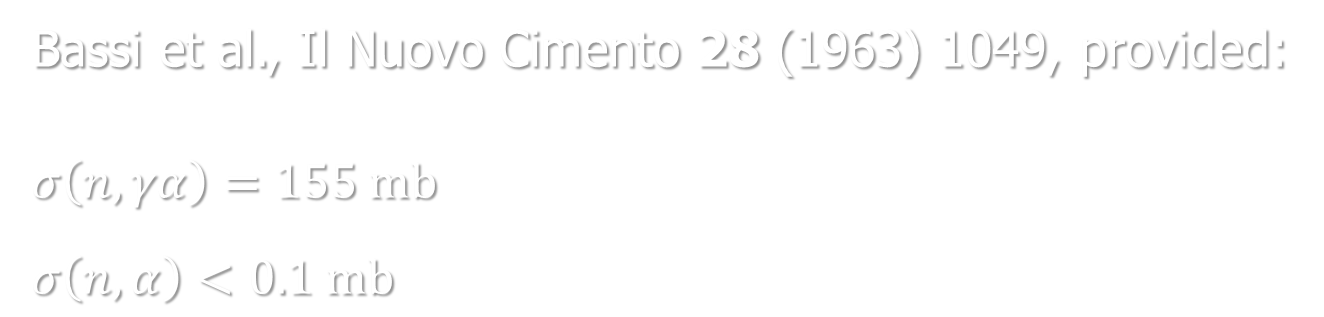 Bassi et al., Il Nuovo Cimento 28 (1963) 1049, provided:
σ(n,γα) = 155 mb
σ(n,α) < 0.1 mb